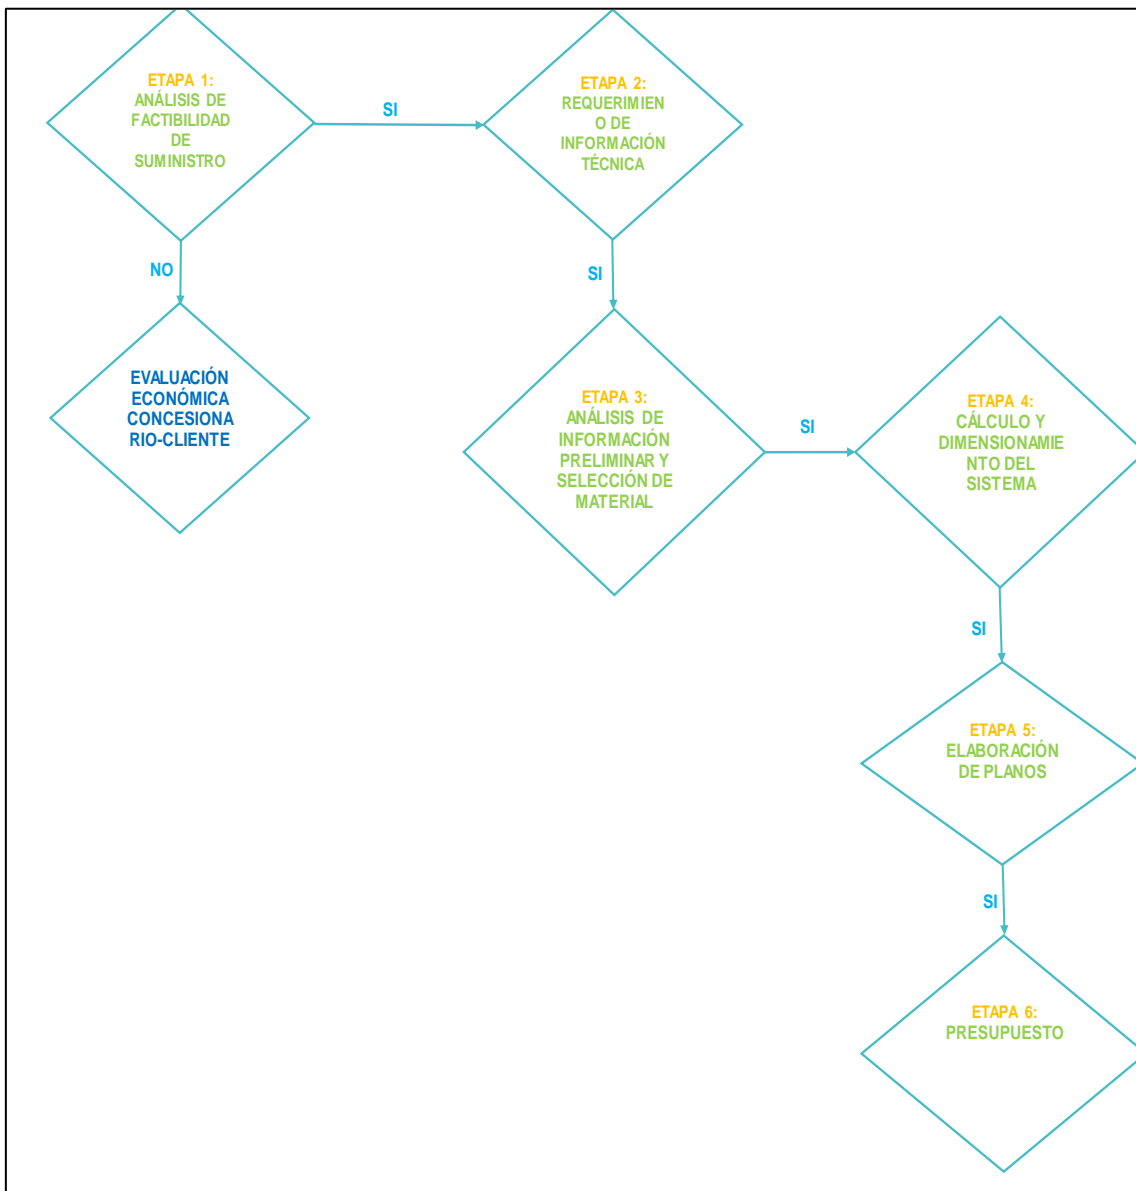 ETAPA 1:
ANÁLISIS DE
FACTIBILIDAD
DE
SUMINISTRO
SI
ETAPA 2:
REQUERIMIEN
O DE
INFORMACIÓN
TÉCNICA
NO
SI
EVALUACIÓN
ECONÓMICA
CONCESIONA
RIO-CLIENTE
ETAPA 3:
ANÁLISIS DE
INFORMACIÓN
PRELIMINAR Y
SELECCIÓN DE
MATERIAL
SI
ETAPA 4:
CÁLCULO Y
DIMENSIONAMIE
NTO DEL
SISTEMA
SI
ETAPA 5:
ELABORACIÓN
DE PLANOS
SI
ETAPA 6:
PRESUPUESTO